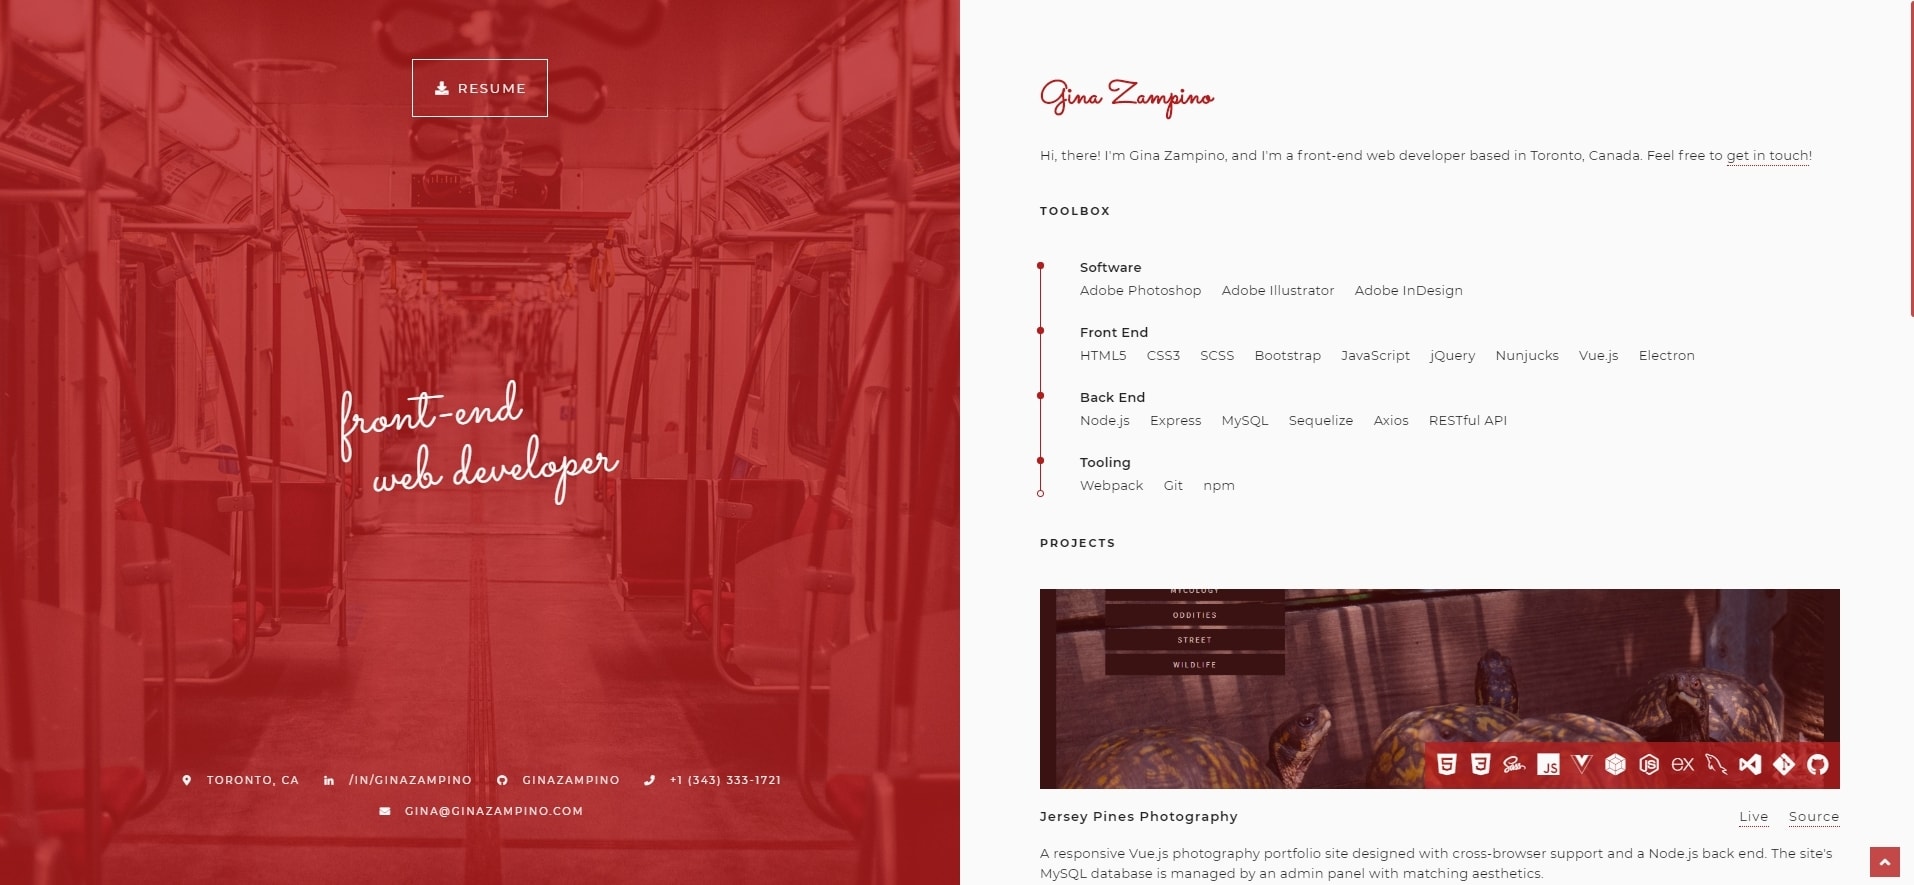 RESUME
front-end
web developer
TORONTO, CA /IN/GINAZAMPINO GINAZAMPINO +1 (343) 333-1721
GINA@GINAZAMPINO.COM
Gina Zampino
Hi, there! I'm Gina Zampino, and I'm a front-end web developer based in Toronto, Canada. Feel free to get in touch!
TOOLBOX
Software
Adobe Photoshop Adobe Illustrator Adobe InDesign
Front End
HTML5 CSS3 SCSS Bootstrap JavaScript jQuery Nunjucks Vue.js Electron
Back End
Node.js Express MySQL Sequelize Axios RESTful API
Tooling
Webpack Git npm
PROJECTS
MYCOLOGY
ODDITIES
STREET
WILDLIFE
Sass JS JS ex
Jersey Pines Photography Live Source
A responsive Vue.js photography portfolio site designed with cross-browser support and a Node.js back end. The site's
MySQL database is managed by an admin panel with matching aesthetics.